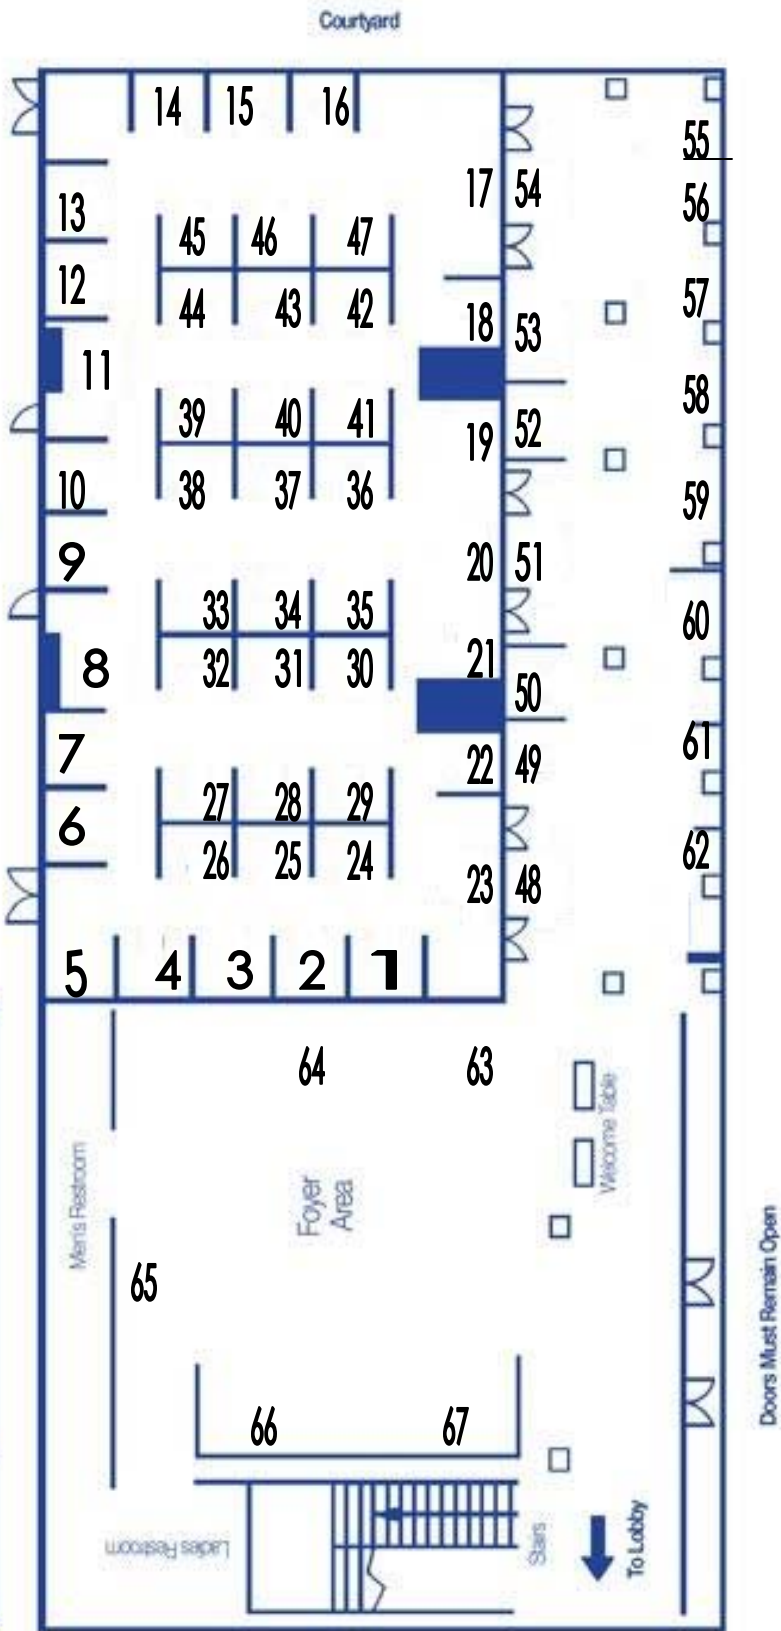 Courtyard
14 15 16
55
13 17 54 56
45 46 47
12 44 43 42 18 53 57
11
39 40 41 19 52 58
10 38 37 36 59
9 20 51
33 34 35 60
8 32 31 30 21 50
7 22 49 61
6 27 28 29
26 25 24 23 48 62
5 4 3 2 1
64 63
Welcome Table
Men's Restroom
Foyer
Area
65
Doors Must Remain Open
66 67
Ladies Restroom
Stairs
To Lobby